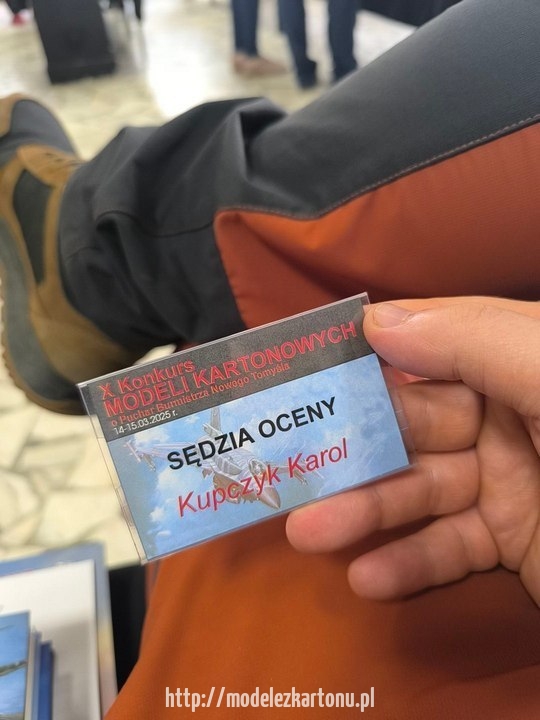 X Konkurs
MODELI KARTONOWYCH
o Puchar Burmistrza Nowego Tomyśla
14-15.03.2025 r.
SĘDZIA OCENY
Kupczyk Karol
http://modelezkartonu.pl